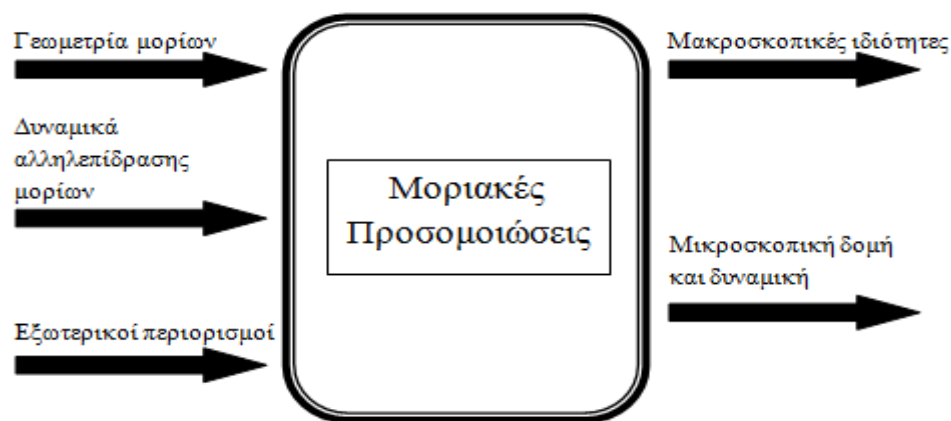 Γεωμετρία μορίων
Δυναμικά
αλληλεπίδρασης
μορίων
Εξωτερικοί περιορισμοί
Μοριακές
Προσομοιώσεις
Μακροσκοπικές ιδιότητες
Μικροσκοπική δομή
και δυναμική